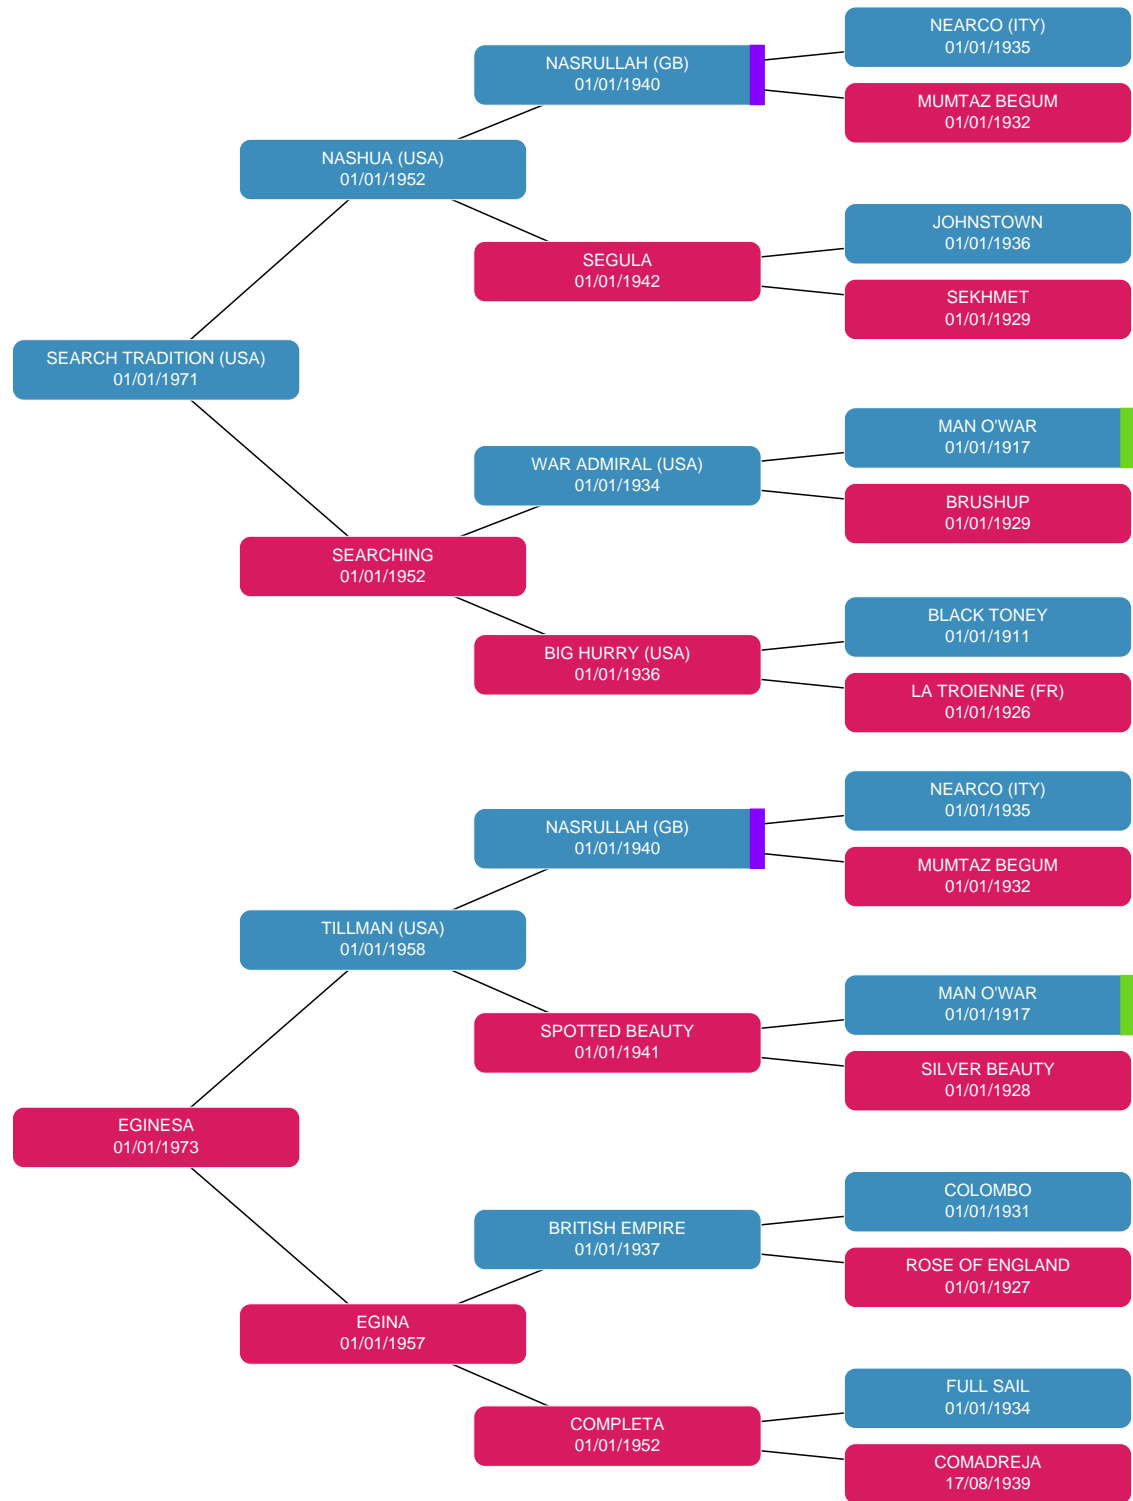 NEARCO (ITY)
01/01/1935
NASRULLAH (GB)
01/01/1940
MUMTAZ BEGUM
01/01/1932
NASHUA (USA)
01/01/1952
JOHNSTOWN
01/01/1936
SEGULA
01/01/1942
SEKHMET
01/01/1929
SEARCH TRADITION (USA)
01/01/1971
MAN O'WAR
01/01/1917
WAR ADMIRAL (USA)
01/01/1934
BRUSHUP
01/01/1929
SEARCHING
01/01/1952
BLACK TONEY
01/01/1911
BIG HURRY (USA)
01/01/1936
LA TROIENNE (FR)
01/01/1926
NEARCO (ITY)
01/01/1935
NASRULLAH (GB)
01/01/1940
MUMTAZ BEGUM
01/01/1932
TILLMAN (USA)
01/01/1958
MAN O'WAR
01/01/1917
SPOTTED BEAUTY
01/01/1941
SILVER BEAUTY
01/01/1928
EGINESA
01/01/1973
COLOMBO
01/01/1931
BRITISH EMPIRE
01/01/1937
ROSE OF ENGLAND
01/01/1927
EGINA
01/01/1957
FULL SAIL
01/01/1934
COMPLETA
01/01/1952
COMADREJA
17/08/1939